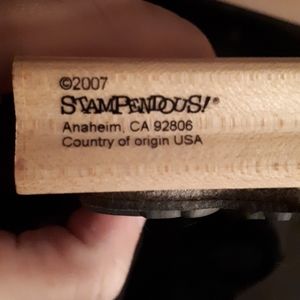 ©2007
STAMPENDOUS!®
Anaheim, CA 92806
Country of origin USA